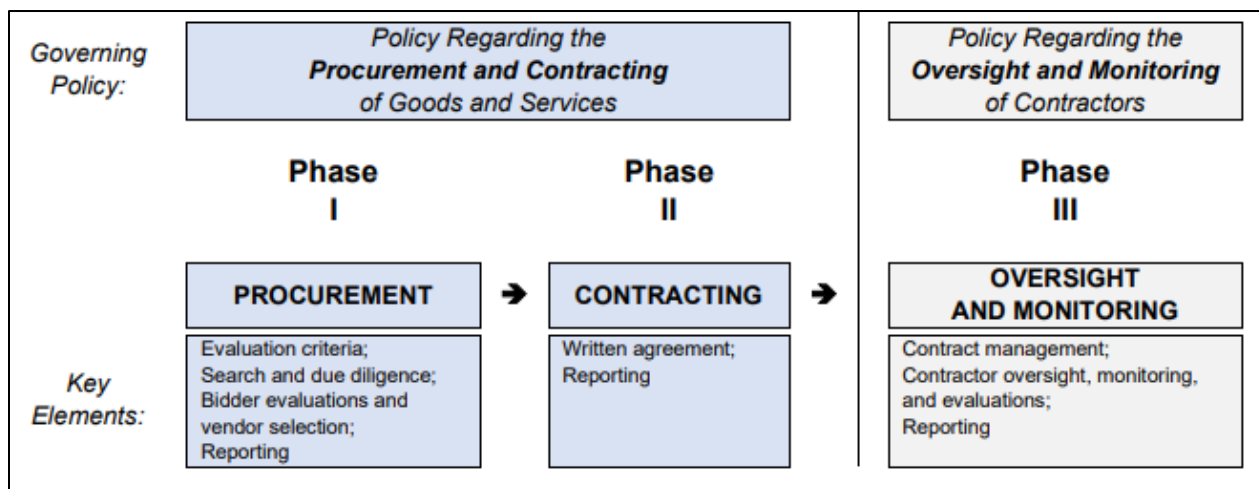 Governing
Policy:
Policy Regarding the
Procurement and Contracting
of Goods and Services
Policy Regarding the
Oversight and Monitoring
of Contractors
Phase
I
Phase
II
Phase
III
PROCUREMENT
➔
CONTRACTING
➔
OVERSIGHT
AND MONITORING
Key
Elements:
Evaluation criteria;
Search and due diligence;
Bidder evaluations and
vendor selection;
Reporting
Written agreement;
Reporting
Contract management;
Contractor oversight, monitoring,
and evaluations;
Reporting